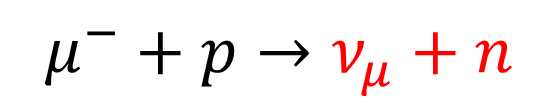 μ⁻ + p → ν_μ + n